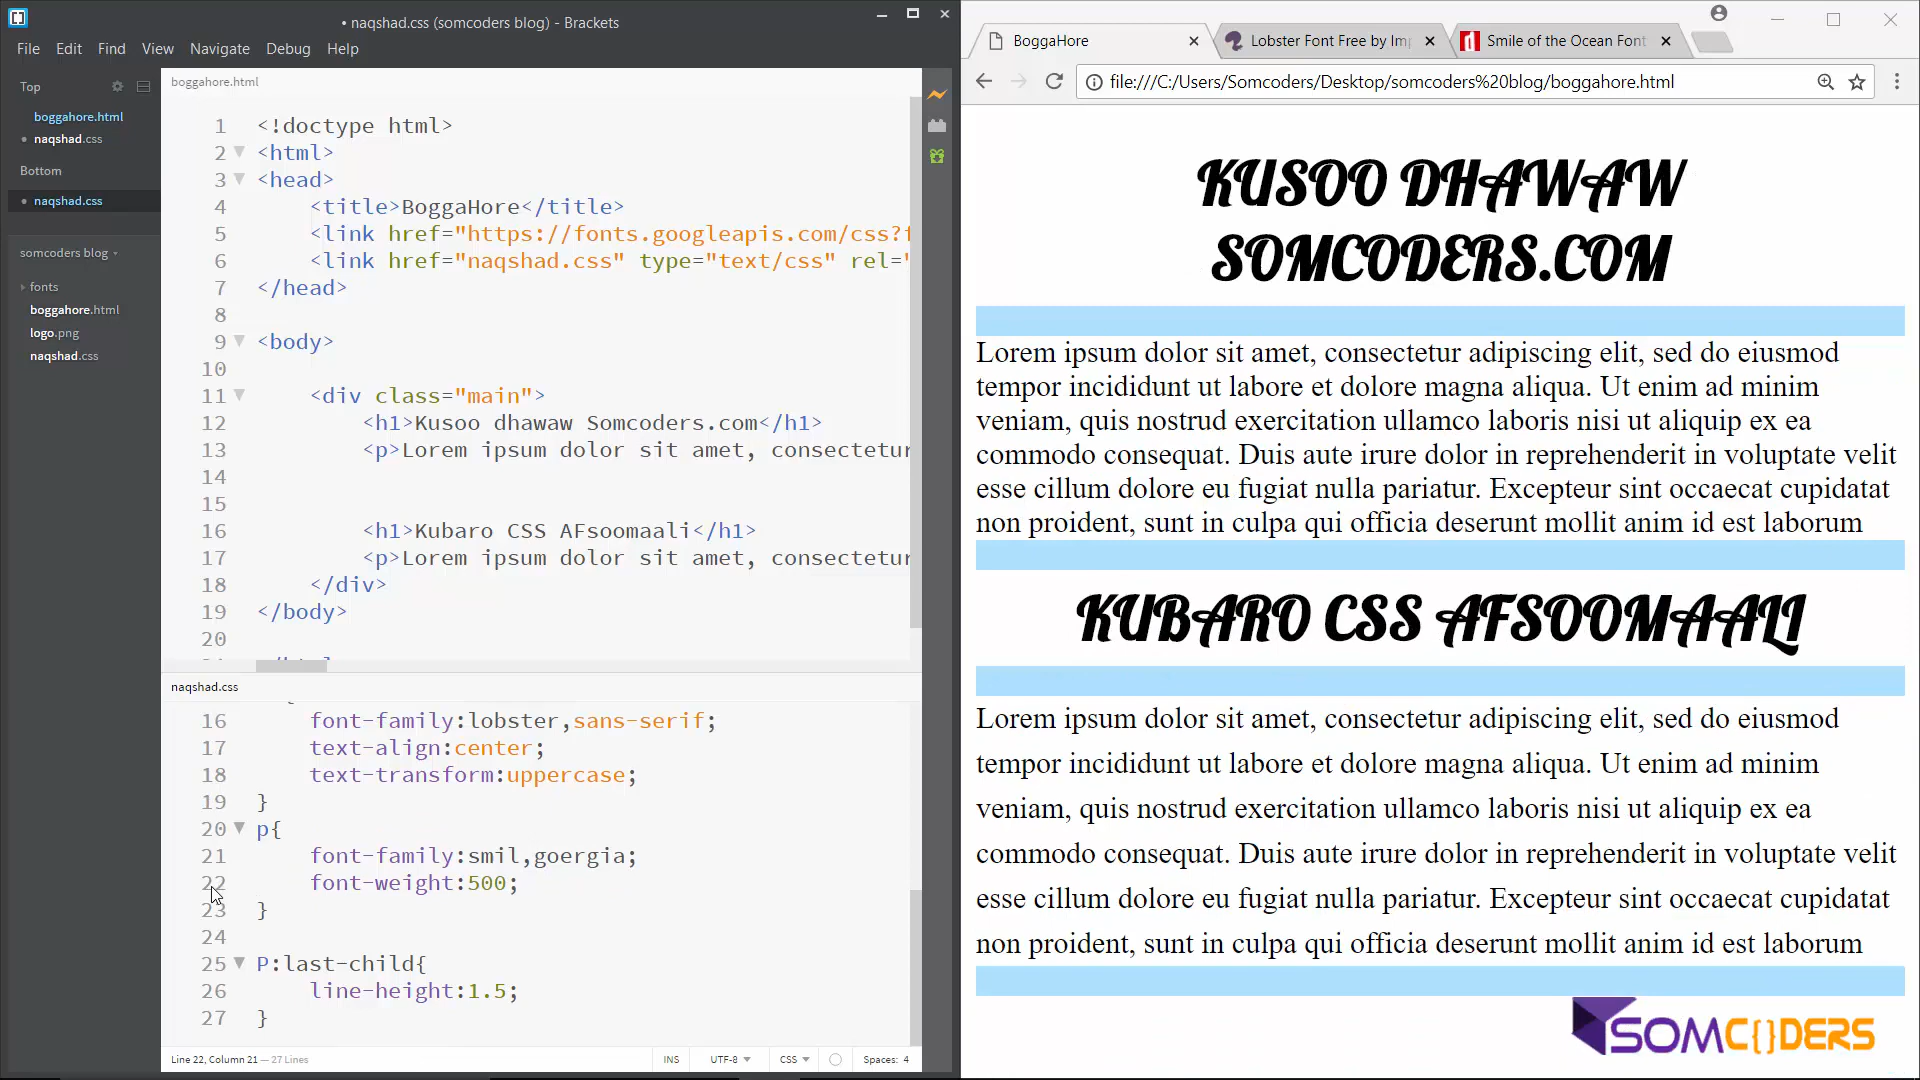 • naqshad.css (somcoders blog) - Brackets
File Edit Find View Navigate Debug Help
Top
boggahore.html
naqshad.css
Bottom
naqshad.css
somcoders blog
fonts
boggahore.html
logo.png
naqshad.css
boggahore.html
1 <!doctype html>
2 <html>
3 <head>
4 <title>BoggaHore</title>
5 <link href="https://fonts.googleapis.com/css?f
6 <link href="naqshad.css" type="text/css" rel="
7 </head>
8
9 <body>
10
11 <div class="main">
12 <h1>Kusoo dhawaw Somcoders.com</h1>
13 <p>Lorem ipsum dolor sit amet, consectetur
14
15
16 <h1>Kubaro CSS AFsoomaali</h1>
17 <p>Lorem ipsum dolor sit amet, consectetur
18 </div>
19 </body>
20
naqshad.css
16 font-family:lobster,sans-serif;
17 text-align:center;
18 text-transform:uppercase;
19 }
20 p{
21 font-family:smil,goergia;
22 font-weight:500;
23 }
24
25 P:last-child{
26 line-height:1.5;
27 }
Line 22, Column 21 — 27 Lines
INS UTF-8 CSS Spaces: 4
BoggaHore
Lobster Font Free by Imp
Smile of the Ocean Font
file:///C:/Users/Somcoders/Desktop/somcoders%20blog/boggahore.html
KUSOO DHAWAW
SOMCODERS.COM
Lorem ipsum dolor sit amet, consectetur adipiscing elit, sed do eiusmod
tempor incididunt ut labore et dolore magna aliqua. Ut enim ad minim
veniam, quis nostrud exercitation ullamco laboris nisi ut aliquip ex ea
commodo consequat. Duis aute irure dolor in reprehenderit in voluptate velit
esse cillum dolore eu fugiat nulla pariatur. Excepteur sint occaecat cupidatat
non proident, sunt in culpa qui officia deserunt mollit anim id est laborum
KUBARO CSS AFSOOMAALI
Lorem ipsum dolor sit amet, consectetur adipiscing elit, sed do eiusmod
tempor incididunt ut labore et dolore magna aliqua. Ut enim ad minim
veniam, quis nostrud exercitation ullamco laboris nisi ut aliquip ex ea
commodo consequat. Duis aute irure dolor in reprehenderit in voluptate velit
esse cillum dolore eu fugiat nulla pariatur. Excepteur sint occaecat cupidatat
non proident, sunt in culpa qui officia deserunt mollit anim id est laborum
SOMC{}DERS